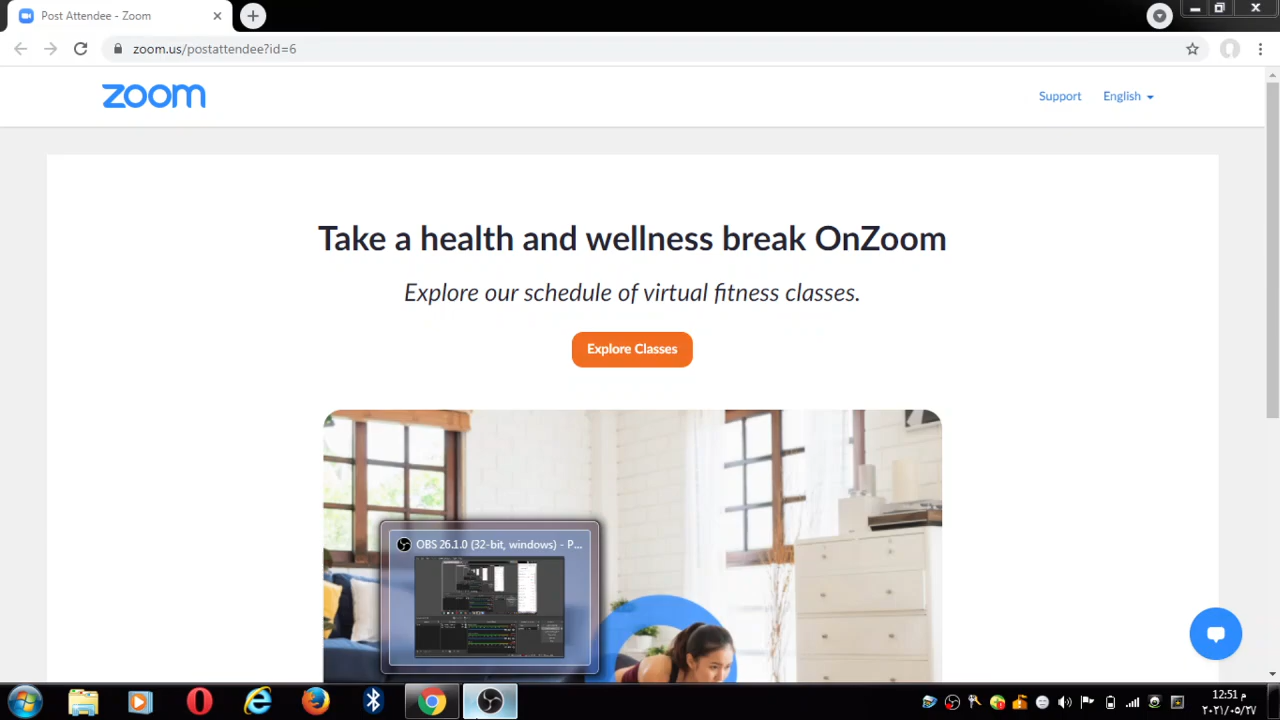 Post Attendee - Zoom
zoom.us/postattendee?id=6
zoom
Support
English
Take a health and wellness break OnZoom
Explore our schedule of virtual fitness classes.
Explore Classes
OBS 26.1.0 (32-bit, windows) - P...
12:51 م
٢٠٢١/٠٥/٢٧